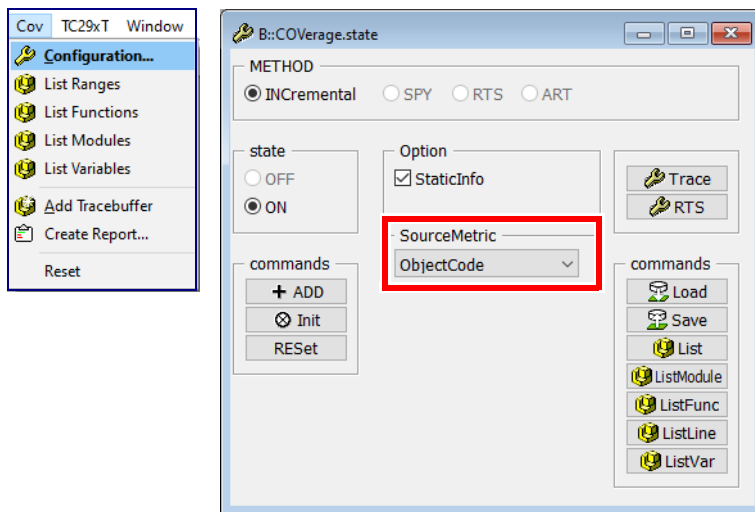 Cov TC29xT Window
Configuration...
List Ranges
List Functions
List Modules
List Variables
Add Tracebuffer
Create Report...
Reset
B::COVerage.state
METHOD
INCremental SPY RTS ART
state
OFF
ON
Option
StaticInfo
Trace
RTS
SourceMetric
ObjectCode
commands
ADD
Init
RESet
commands
Load
Save
List
ListModule
ListFunc
ListLine
ListVar